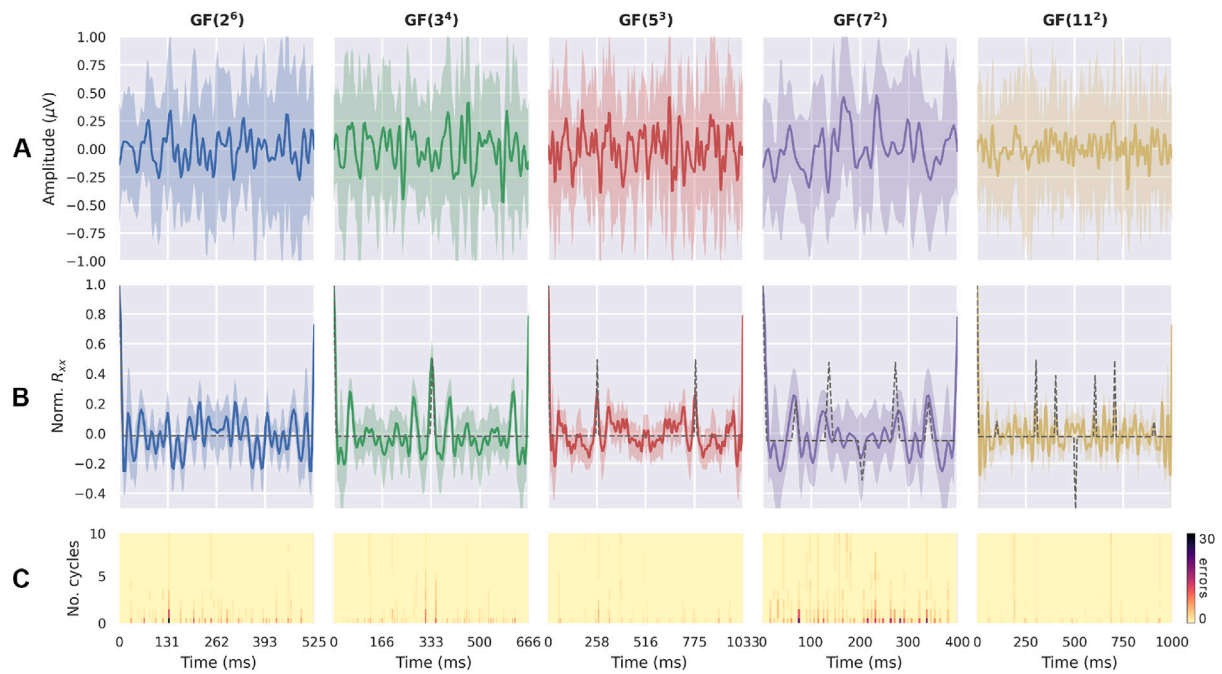 GF(2⁶) GF(3⁴) GF(5³) GF(7²) GF(11²)
A
Amplitude (μV)
1.00
0.75
0.50
0.25
0.00
−0.25
−0.50
−0.75
−1.00
B
Norm. Rxx
1.0
0.8
0.6
0.4
0.2
0.0
−0.2
−0.4
C
No. cycles
10
5
0
30
errors
0
0 131 262 393 525 0 166 333 500 666 0 258 516 775 1033 0 100 200 300 400 0 250 500 750 1000
Time (ms) Time (ms) Time (ms) Time (ms) Time (ms)